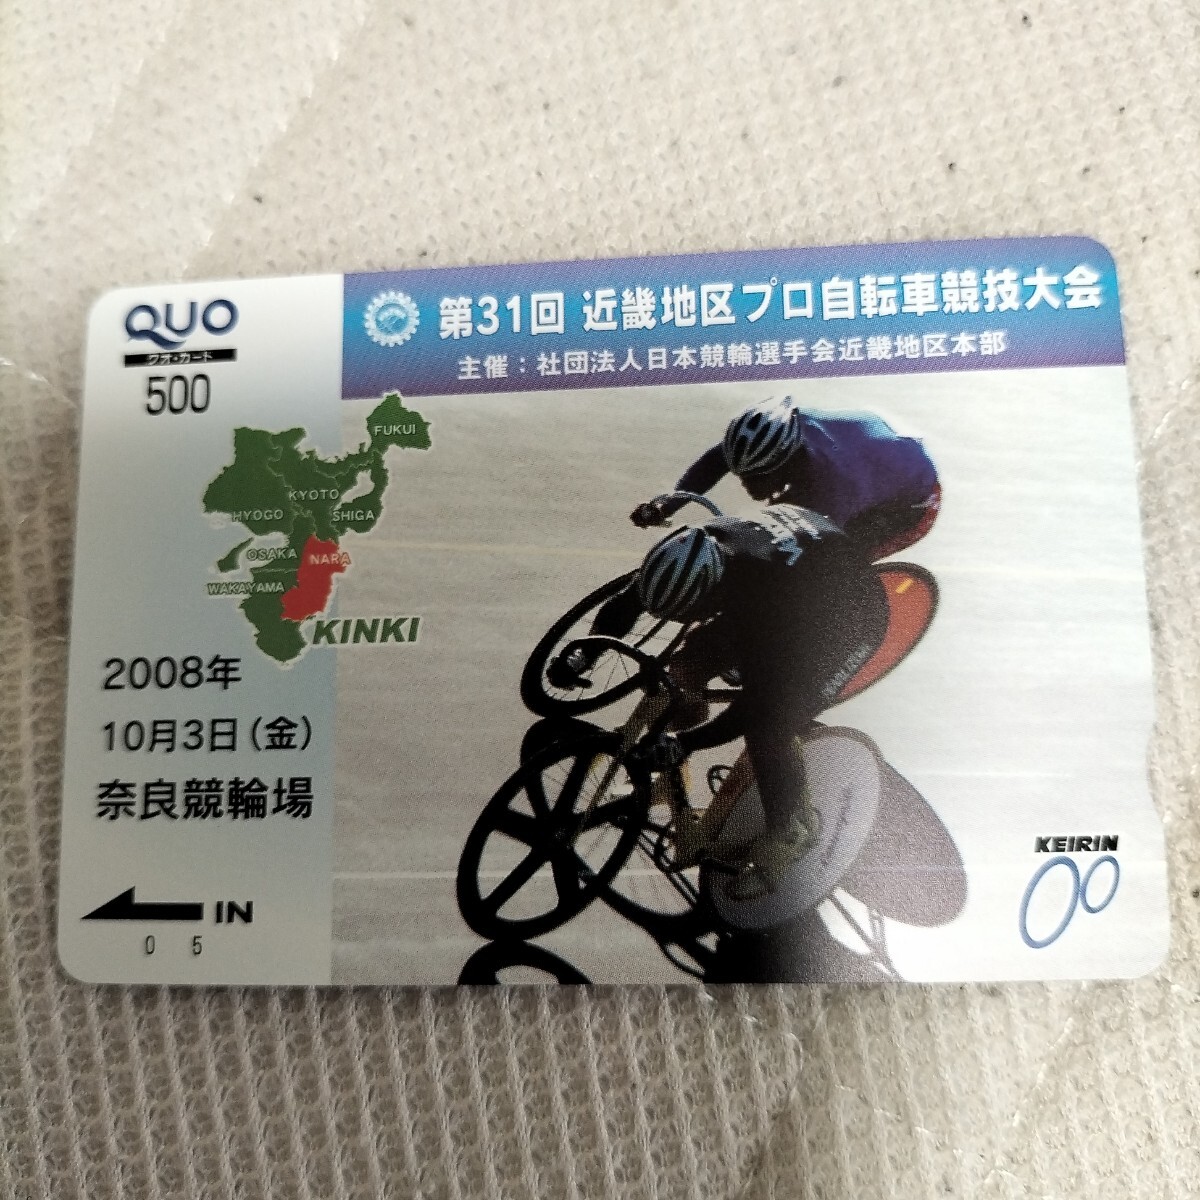 QUO
クオ・カード
500
第31回 近畿地区プロ自転車競技大会
主催：社団法人日本競輪選手会近畿地区本部
FUKUI
KYOTO
HYOGO
SHIGA
OSAKA
NARA
WAKAYAMA
KINKI
2008年
10月3日（金）
奈良競輪場
IN
0 5
KEIRIN